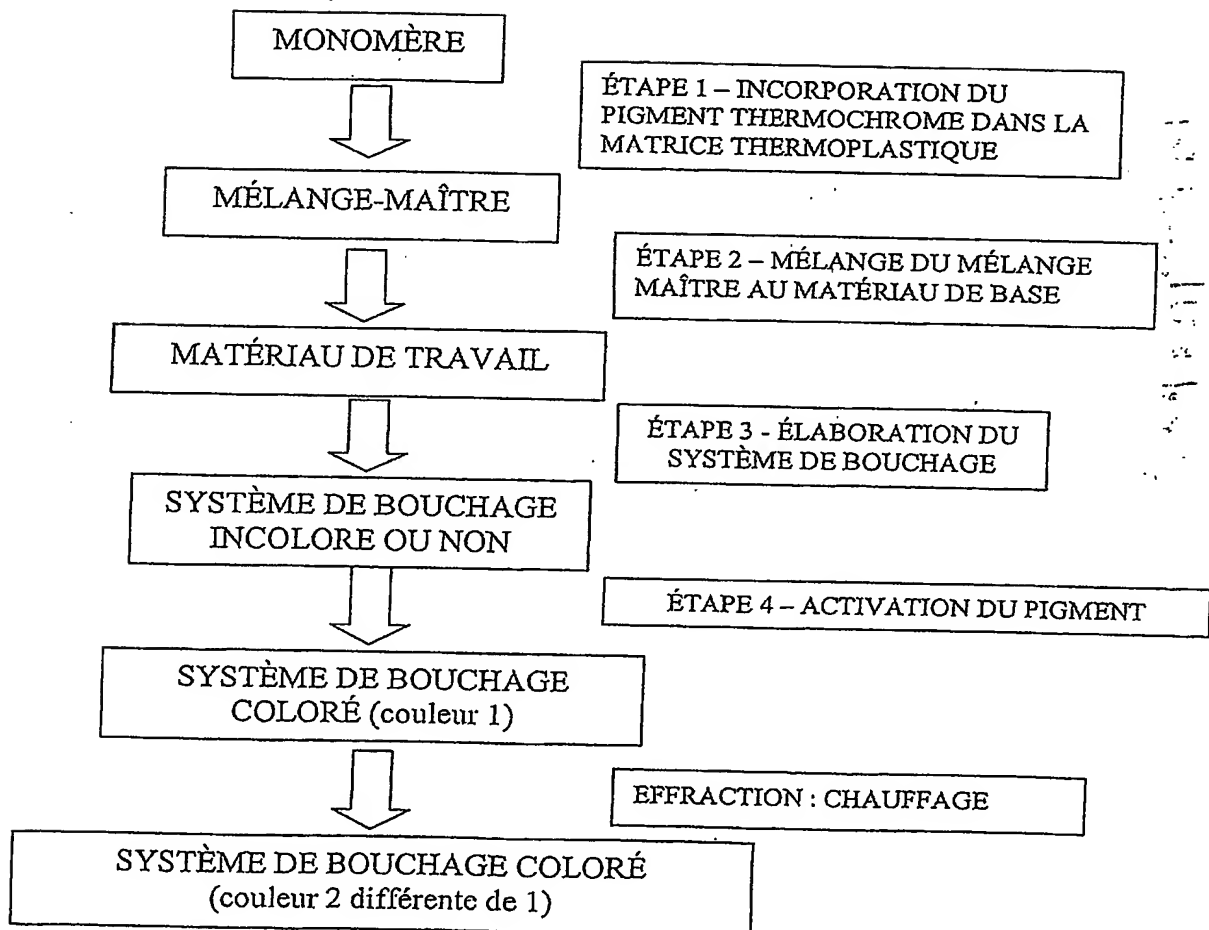 MONOMÈRE
ÉTAPE 1 – INCORPORATION DU
PIGMENT THERMOCHROME DANS LA
MATRICE THERMOPLASTIQUE
MÉLANGE-MAÎTRE
ÉTAPE 2 – MÉLANGE DU MÉLANGE
MAÎTRE AU MATÉRIAU DE BASE
MATÉRIAU DE TRAVAIL
ÉTAPE 3 - ÉLABORATION DU
SYSTÈME DE BOUCHAGE
SYSTÈME DE BOUCHAGE
INCOLORE OU NON
ÉTAPE 4 – ACTIVATION DU PIGMENT
SYSTÈME DE BOUCHAGE
COLORÉ (couleur 1)
EFFRACTION : CHAUFFAGE
SYSTÈME DE BOUCHAGE COLORÉ
(couleur 2 différente de 1)